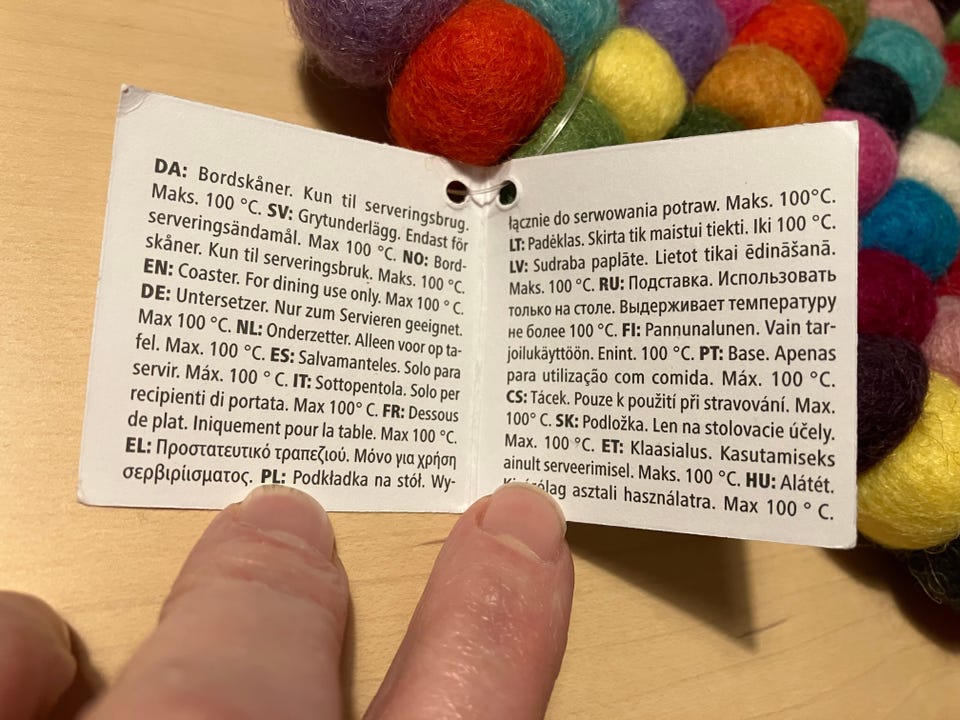 DA: Bordskåner. Kun til serveringsbrug.
Maks. 100 °C. SV: Grytunderlägg. Endast för
serveringsändamål. Max 100 °C. NO: Bord-
skåner. Kun til serveringsbruk. Maks. 100 °C.
EN: Coaster. For dining use only. Max 100 ° C.
DE: Untersetzer. Nur zum Servieren geeignet.
Max 100 °C. NL: Onderzetter. Alleen voor op ta-
fel. Max. 100 °C. ES: Salvamanteles. Solo para
servir. Máx. 100 ° C. IT: Sottopentola. Solo per
recipienti di portata. Max 100° C. FR: Dessous
de plat. Iniquement pour la table. Max 100 °C.
EL: Προστατευτικό τραπεζιού. Μόνο για χρήση
σερβιρίισματος. PL: Podkładka na stół. Wy-
łącznie do serwowania potraw. Maks. 100°C.
LT: Padėklas. Skirta tik maistui tiekti. Iki 100 °C.
LV: Sudraba paplāte. Lietot tikai ēdināšanā.
Maks. 100 °C. RU: Подставка. Использовать
только на столе. Выдерживает температуру
не более 100 °C. FI: Pannunalunen. Vain tar-
joilukäyttöön. Enint. 100 °C. PT: Base. Apenas
para utilização com comida. Máx. 100 °C.
CS: Tácek. Pouze k použití při stravování. Max.
100° C. SK: Podložka. Len na stolovacie účely.
Max. 100 °C. ET: Klaasialus. Kasutamiseks
ainult serveerimisel. Maks. 100 °C. HU: Alátét.
asztali használatra. Max 100 ° C.